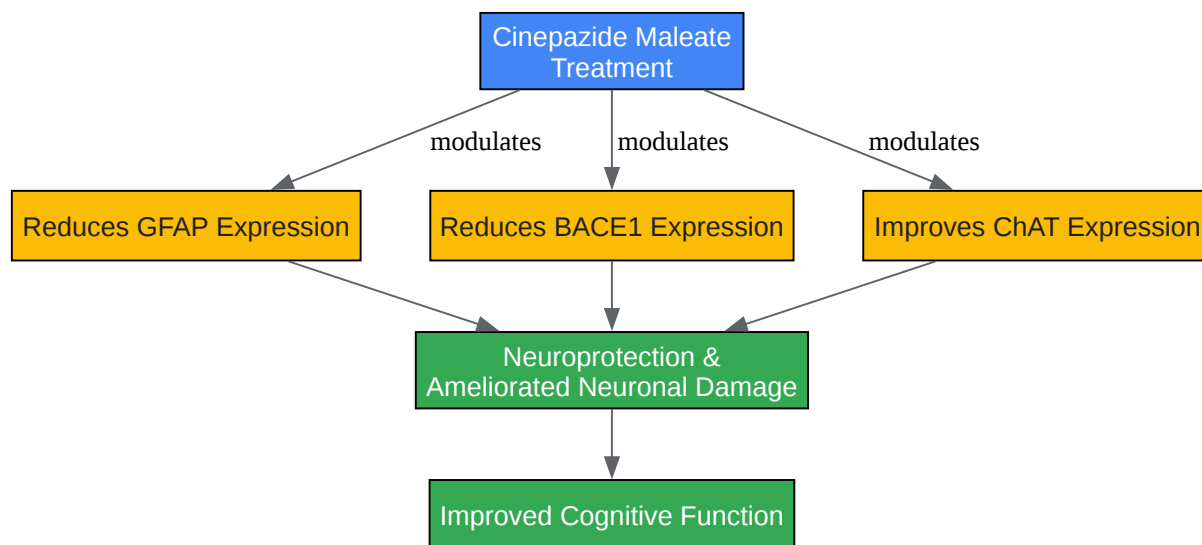 Cinepazide Maleate
Treatment
modulates
modulates
modulates
Reduces GFAP Expression
Reduces BACE1 Expression
Improves ChAT Expression
Neuroprotection &
Ameliorated Neuronal Damage
Improved Cognitive Function